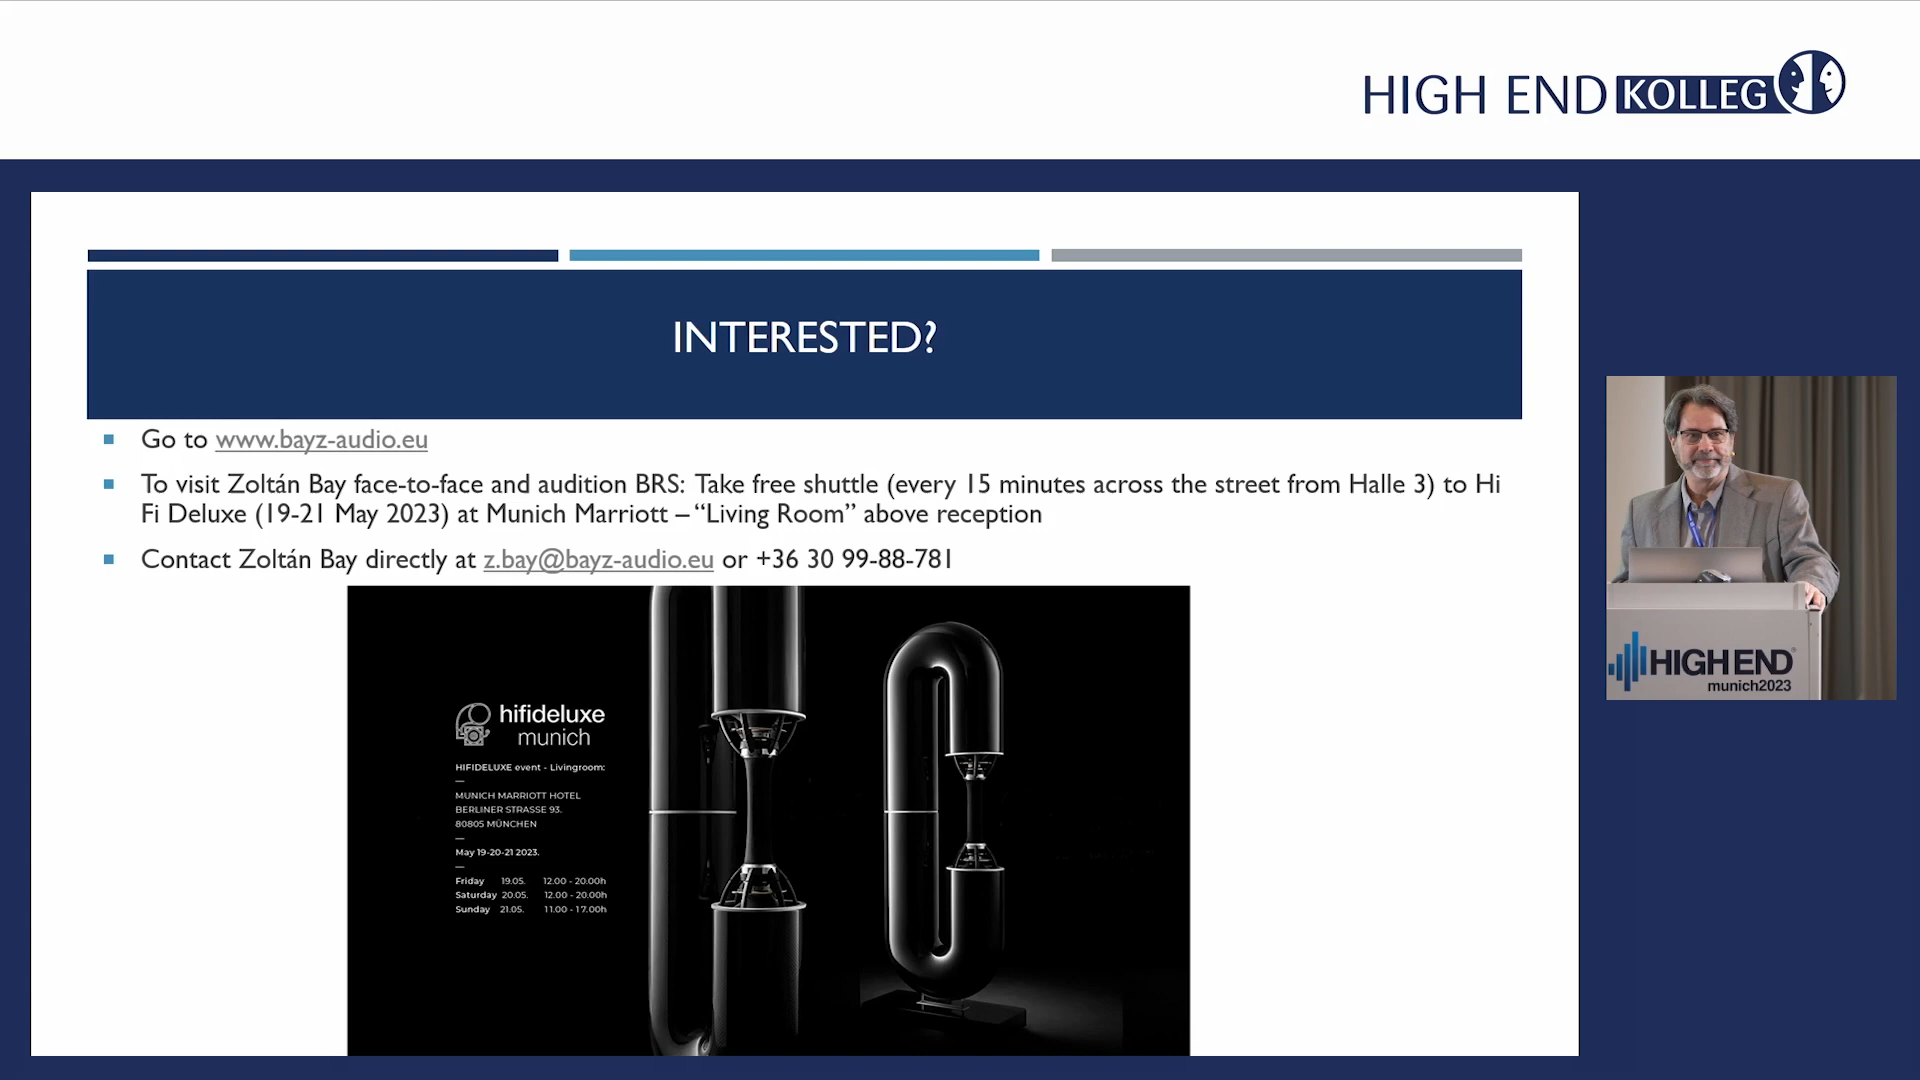 HIGH END KOLLEG
INTERESTED?
Go to www.bayz-audio.eu
To visit Zoltán Bay face-to-face and audition BRS: Take free shuttle (every 15 minutes across the street from Halle 3) to Hi
Fi Deluxe (19-21 May 2023) at Munich Marriott – “Living Room” above reception
Contact Zoltán Bay directly at z.bay@bayz-audio.eu or +36 30 99-88-781
hifideluxe
munich
HIFIDELUXE event - Livingroom:
MUNICH MARRIOTT HOTEL
BERLINER STRASSE 93.
80805 MÜNCHEN
May 19-20-21 2023.
Friday 19.05. 12.00 - 20.00h
Saturday 20.05. 12.00 - 20.00h
Sunday 21.05. 11.00 - 17.00h
HIGH END®
munich2023